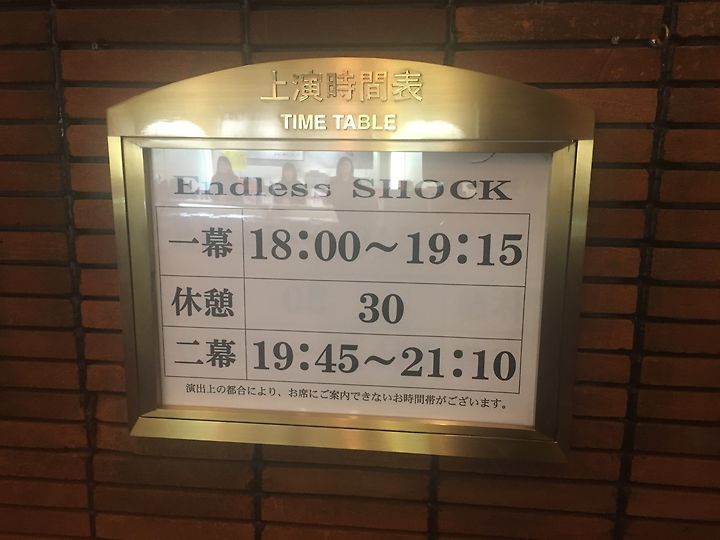 上演時間表
TIME TABLE
Endless SHOCK
一幕 18:00～19:15
休憩 30
二幕 19:45～21:10
演出上の都合により、お席にご案内できないお時間帯がございます。